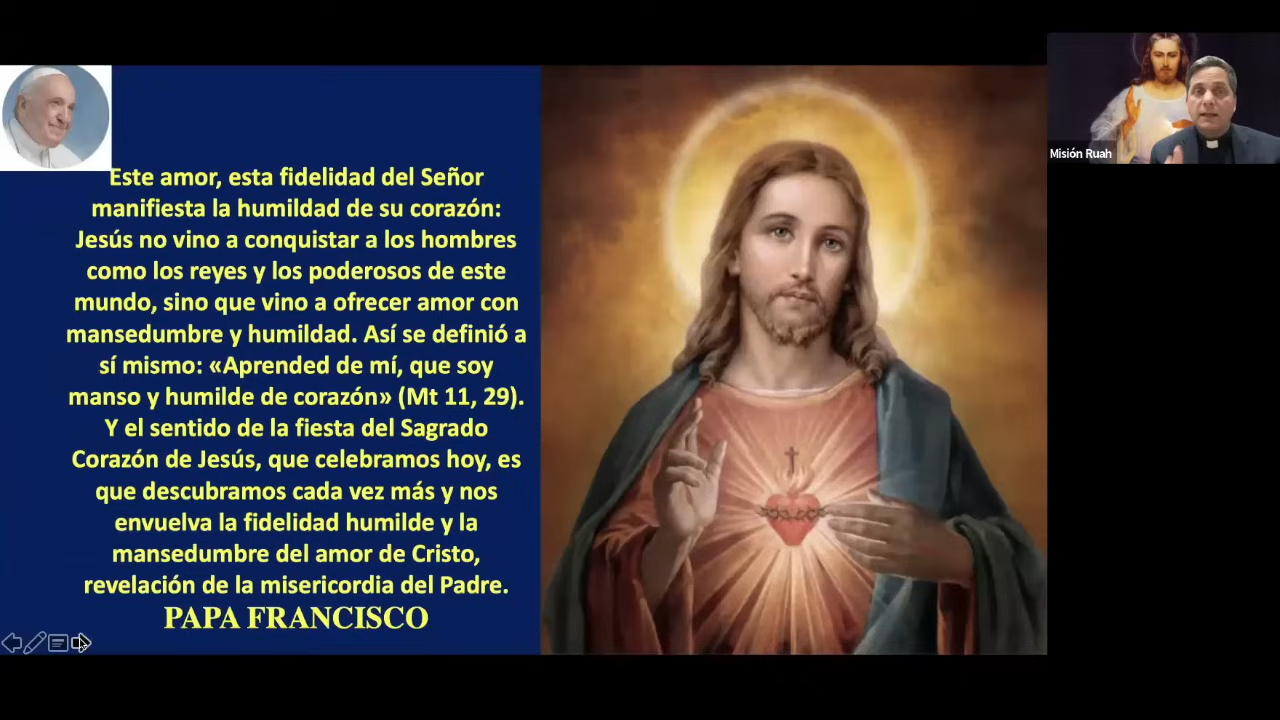 Este amor, esta fidelidad del Señor
manifiesta la humildad de su corazón:
Jesús no vino a conquistar a los hombres
como los reyes y los poderosos de este
mundo, sino que vino a ofrecer amor con
mansedumbre y humildad. Así se definió a
sí mismo: «Aprended de mí, que soy
manso y humilde de corazón» (Mt 11, 29).
Y el sentido de la fiesta del Sagrado
Corazón de Jesús, que celebramos hoy, es
que descubramos cada vez más y nos
envuelva la fidelidad humilde y la
mansedumbre del amor de Cristo,
revelación de la misericordia del Padre.
PAPA FRANCISCO
Misión Ruah